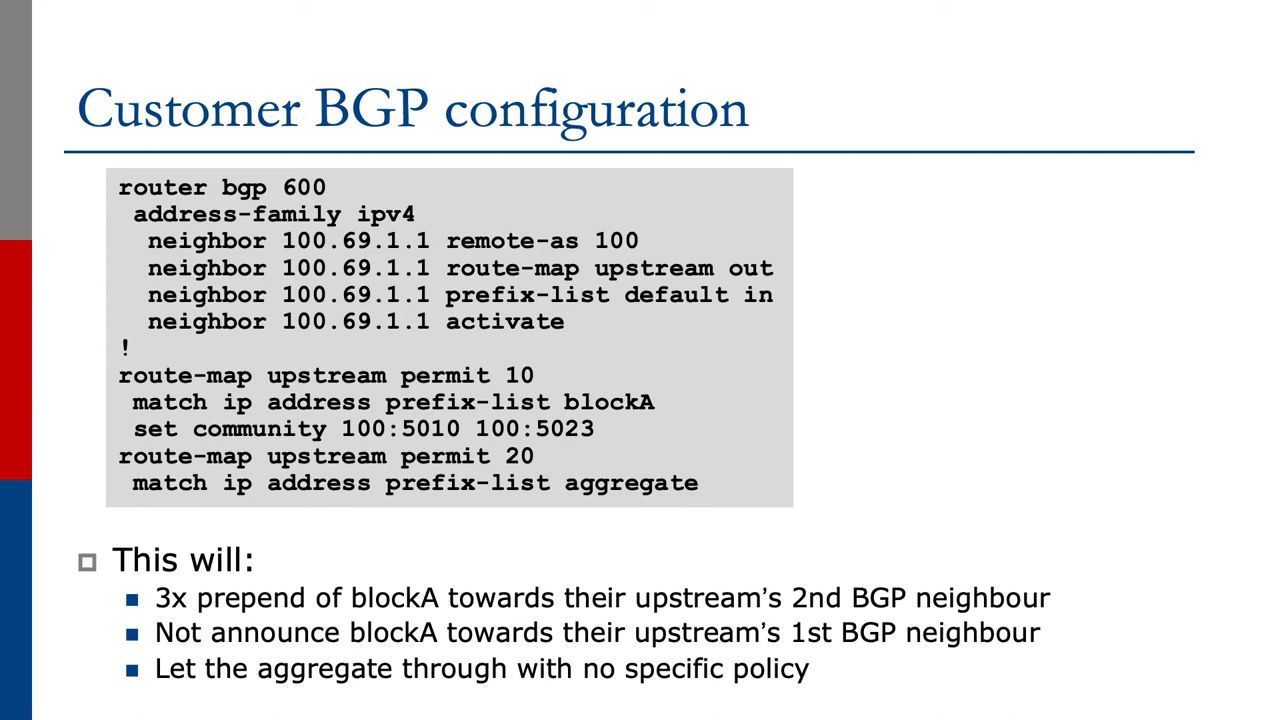 Customer BGP configuration
router bgp 600
 address-family ipv4
  neighbor 100.69.1.1 remote-as 100
  neighbor 100.69.1.1 route-map upstream out
  neighbor 100.69.1.1 prefix-list default in
  neighbor 100.69.1.1 activate
!
route-map upstream permit 10
 match ip address prefix-list blockA
 set community 100:5010 100:5023
route-map upstream permit 20
 match ip address prefix-list aggregate
This will:
3x prepend of blockA towards their upstream’s 2nd BGP neighbour
Not announce blockA towards their upstream’s 1st BGP neighbour
Let the aggregate through with no specific policy